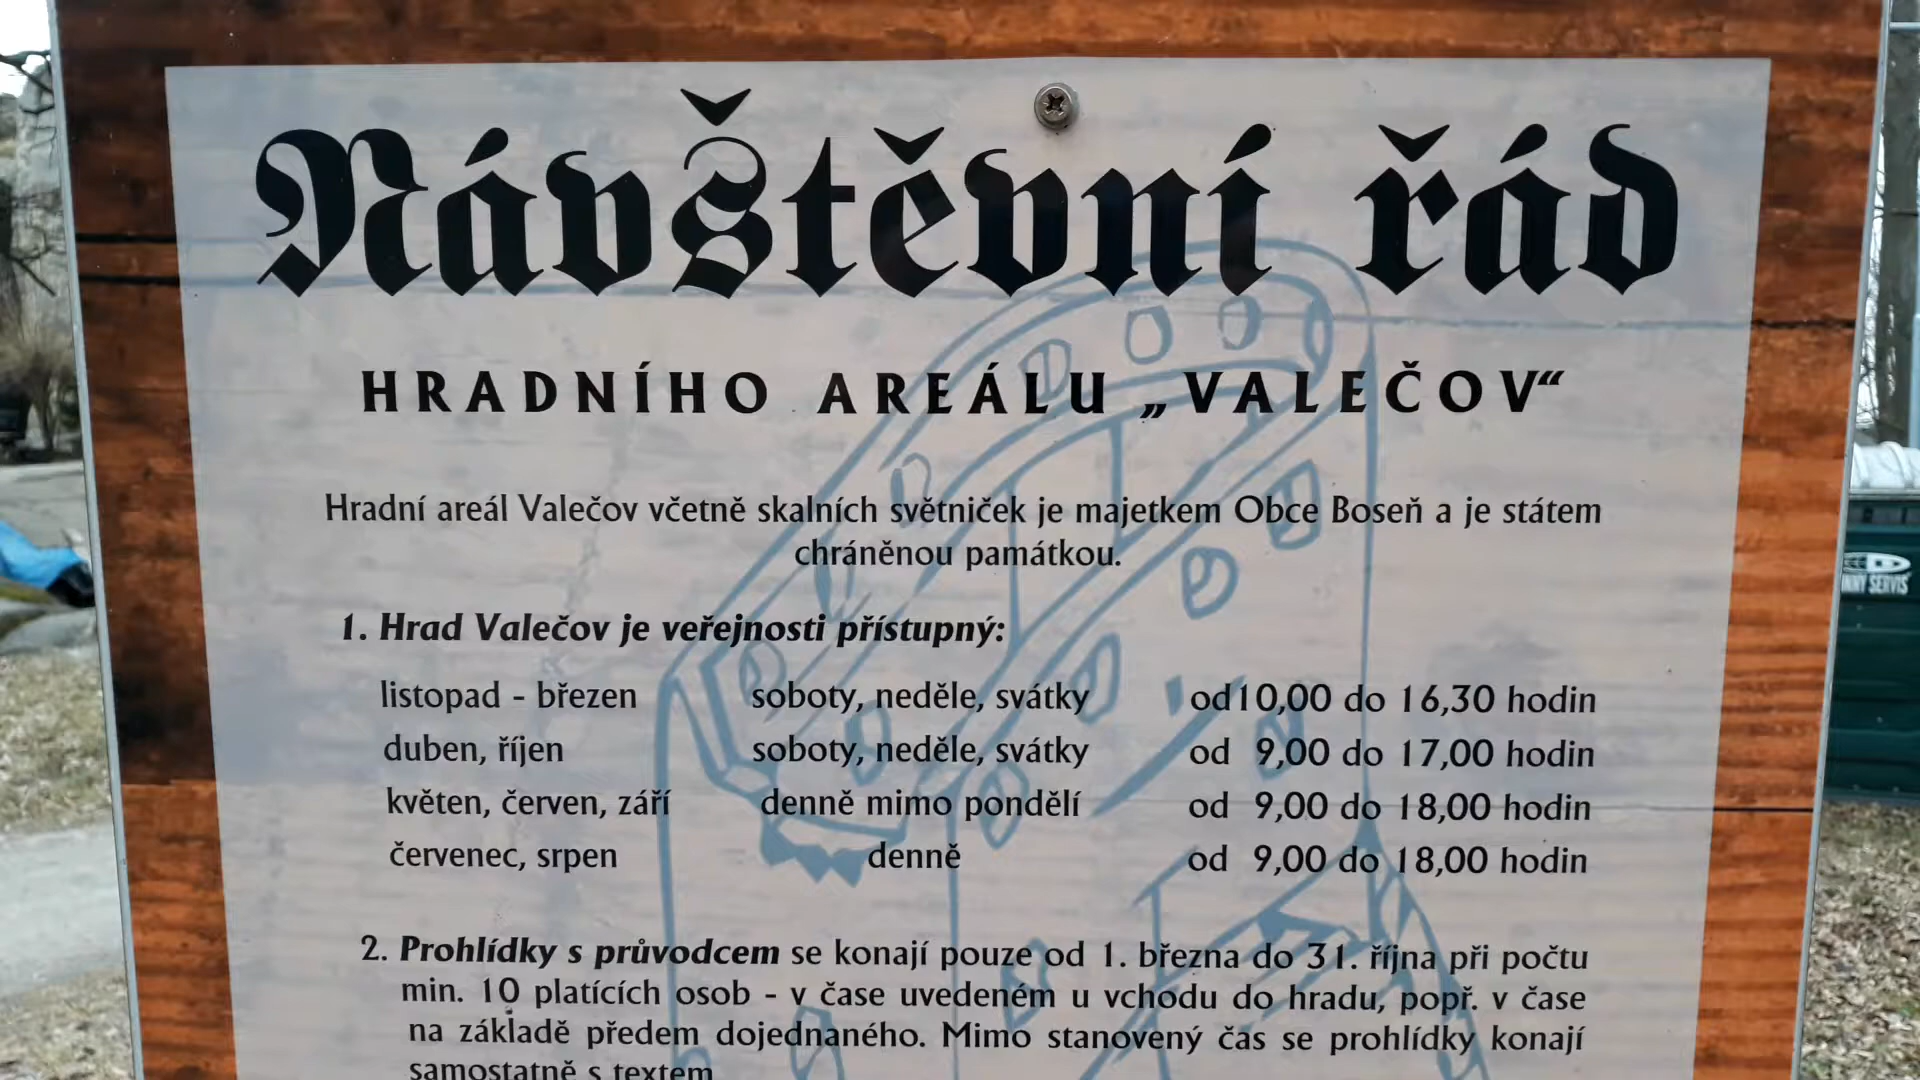 Návštěvní řád
HRADNÍHO AREÁLU „VALEČOV“
Hradní areál Valečov včetně skalních světniček je majetkem Obce Boseň a je státem
chráněnou památkou.
1. Hrad Valečov je veřejnosti přístupný:
listopad - březen soboty, neděle, svátky od10,00 do 16,30 hodin
duben, říjen soboty, neděle, svátky od 9,00 do 17,00 hodin
květen, červen, září denně mimo pondělí od 9,00 do 18,00 hodin
červenec, srpen denně od 9,00 do 18,00 hodin
2. Prohlídky s průvodcem se konají pouze od 1. března do 31. října při počtu
min. 10 platících osob - v čase uvedeném u vchodu do hradu, popř. v čase
na základě předem dojednaného. Mimo stanovený čas se prohlídky konají
samostatně s textem
SERVIS